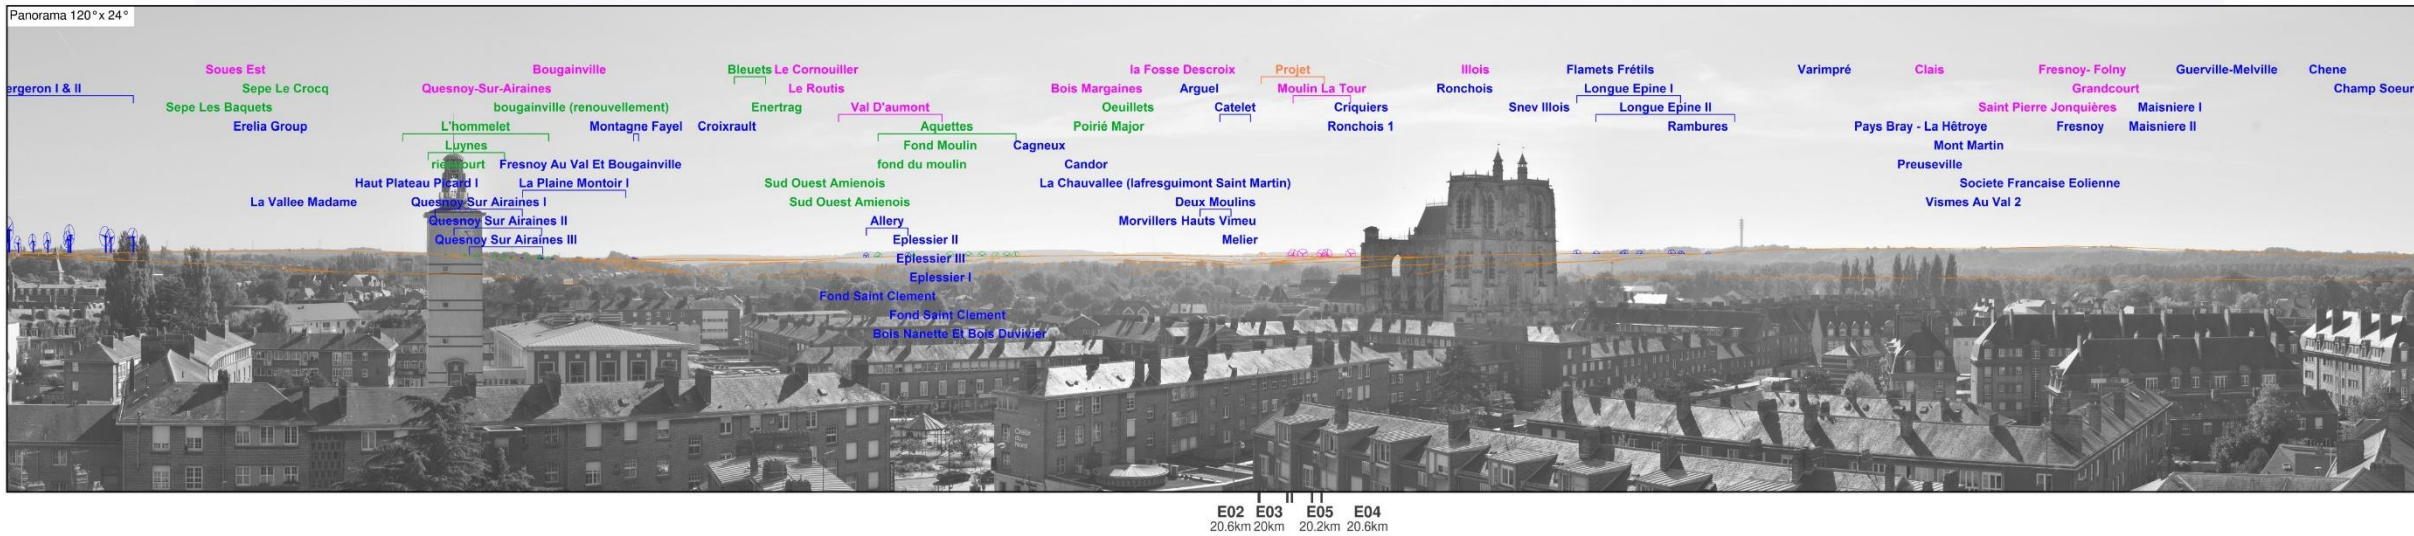 Panorama 120°x 24°
Soues Est Bougainville Bleuets Le Cornouiller la Fosse Descroix Projet Illois Flamets Frétils Varimpré Clais Fresnoy- Folny Guerville-Melville Chene
ergeron I & II Sepe Le Crocq Quesnoy-Sur-Airaines Le Routis Bois Margaines Arguel Moulin La Tour Ronchois Longue Epine I Grandcourt Champ Soeur
Sepe Les Baquets bougainville (renouvellement) Enertrag Val D'aumont Oeuillets Catelet Criquiers Snev Illois Longue Epine II Saint Pierre Jonquières Maisniere I
Erelia Group L'hommelet Montagne Fayel Croixrault Aquettes Poirié Major Ronchois 1 Rambures Pays Bray - La Hêtroye Fresnoy Maisniere II
Luynes Fond Moulin Cagneux Mont Martin
Fresnoy Au Val Et Bougainville fond du moulin Candor Preuseville
Haut Plateau Picard I La Plaine Montoir I Sud Ouest Amienois La Chauvallee (lafresguimont Saint Martin) Societe Francaise Eolienne
La Vallee Madame Quesnoy Sur Airaines I Sud Ouest Amienois Deux Moulins Vismes Au Val 2
Quesnoy Sur Airaines II Allery Morvillers Hauts Vimeu
Quesnoy Sur Airaines III Eplessier II Melier
Eplessier III
Eplessier I
Fond Saint Clement
Fond Saint Clement
Bois Nanette Et Bois Duvivier
E02 E03 E05 E04
20.6km 20km 20.2km 20.6km